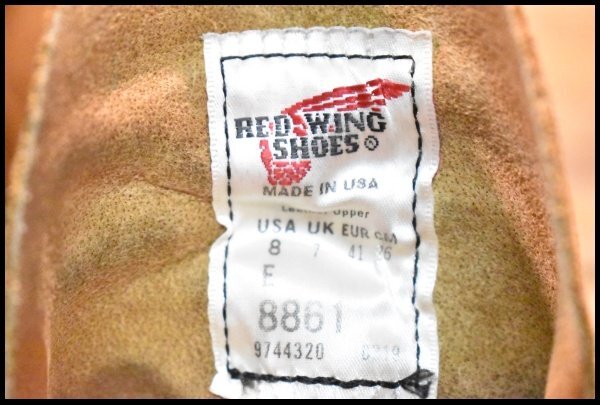 RED WING
SHOES ®
MADE IN USA
Leather Upper
USA UK EUR CM
8 7 41 26
E
8861
9744320